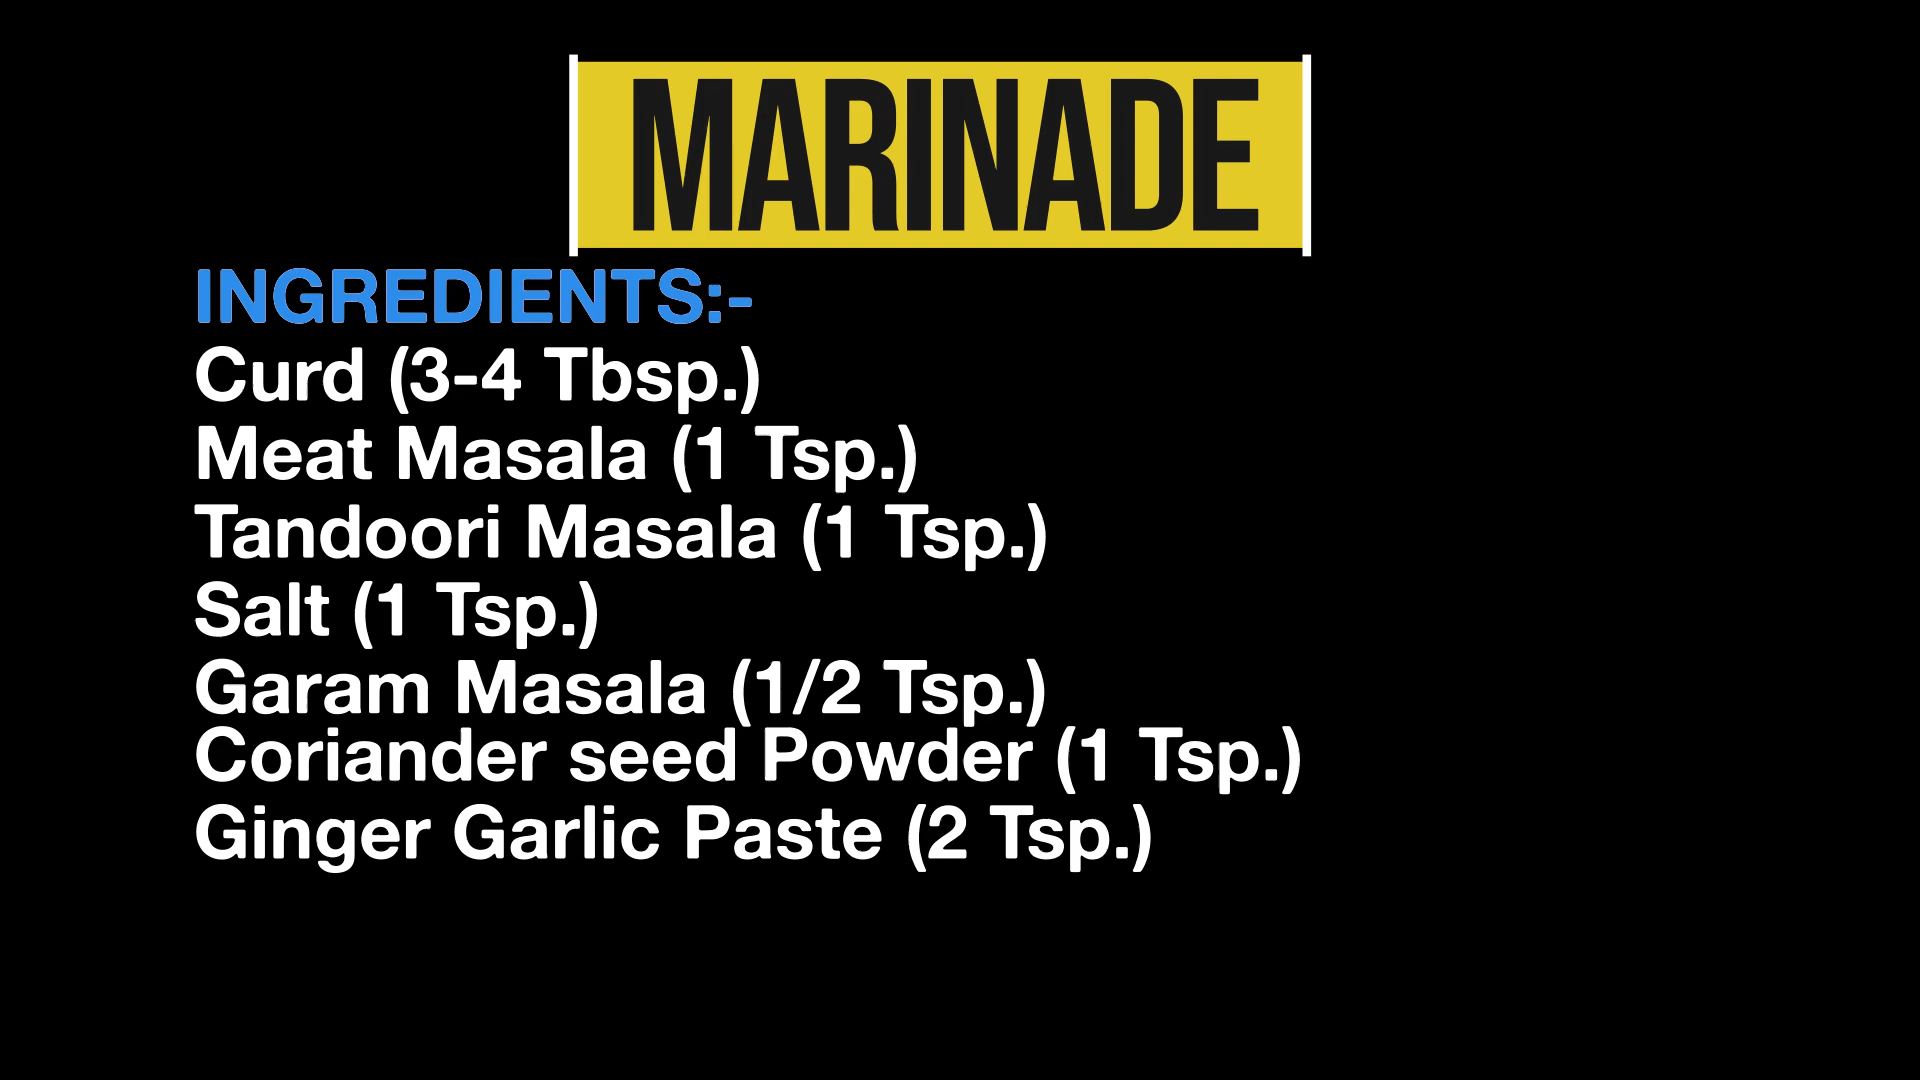 MARINADE
INGREDIENTS:-
Curd (3-4 Tbsp.)
Meat Masala (1 Tsp.)
Tandoori Masala (1 Tsp.)
Salt (1 Tsp.)
Garam Masala (1/2 Tsp.)
Coriander seed Powder (1 Tsp.)
Ginger Garlic Paste (2 Tsp.)